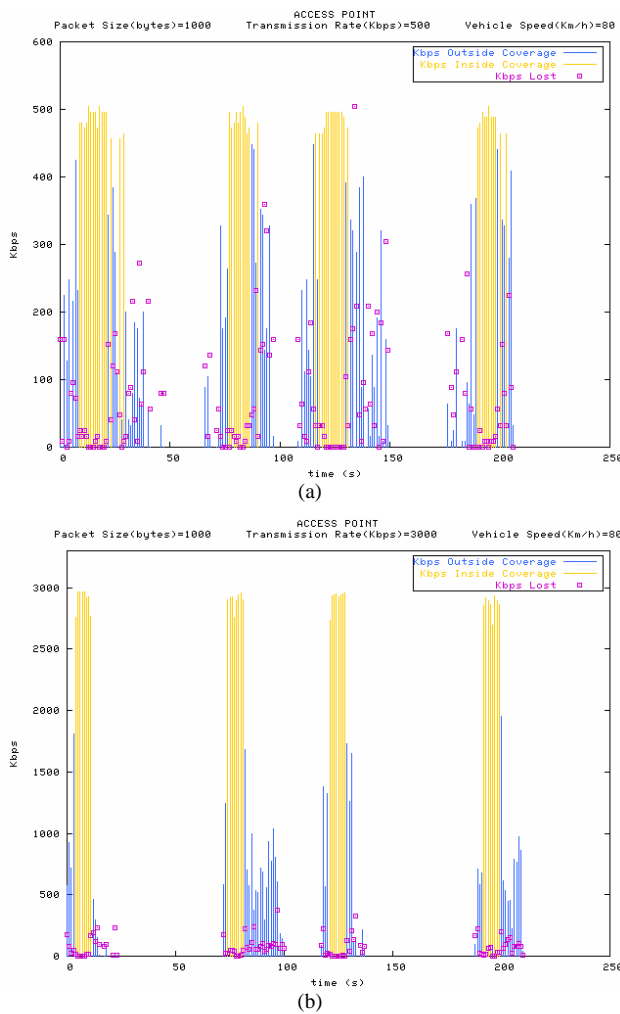 ACCESS POINT
Packet Size(bytes)=1000 Transmission Rate(Kbps)=500 Vehicle Speed(Km/h)=80
600
Kbps Outside Coverage
Kbps Inside Coverage
Kbps Lost
500
400
300
Kbps
200
100
0
0 50 100 150 200 250
time (s)
(a)
ACCESS POINT
Packet Size(bytes)=1000 Transmission Rate(Kbps)=3000 Vehicle Speed(Km/h)=80
Kbps Outside Coverage
Kbps Inside Coverage
Kbps Lost
3000
2500
2000
Kbps
1500
1000
500
0
0 50 100 150 200 250
time (s)
(b)